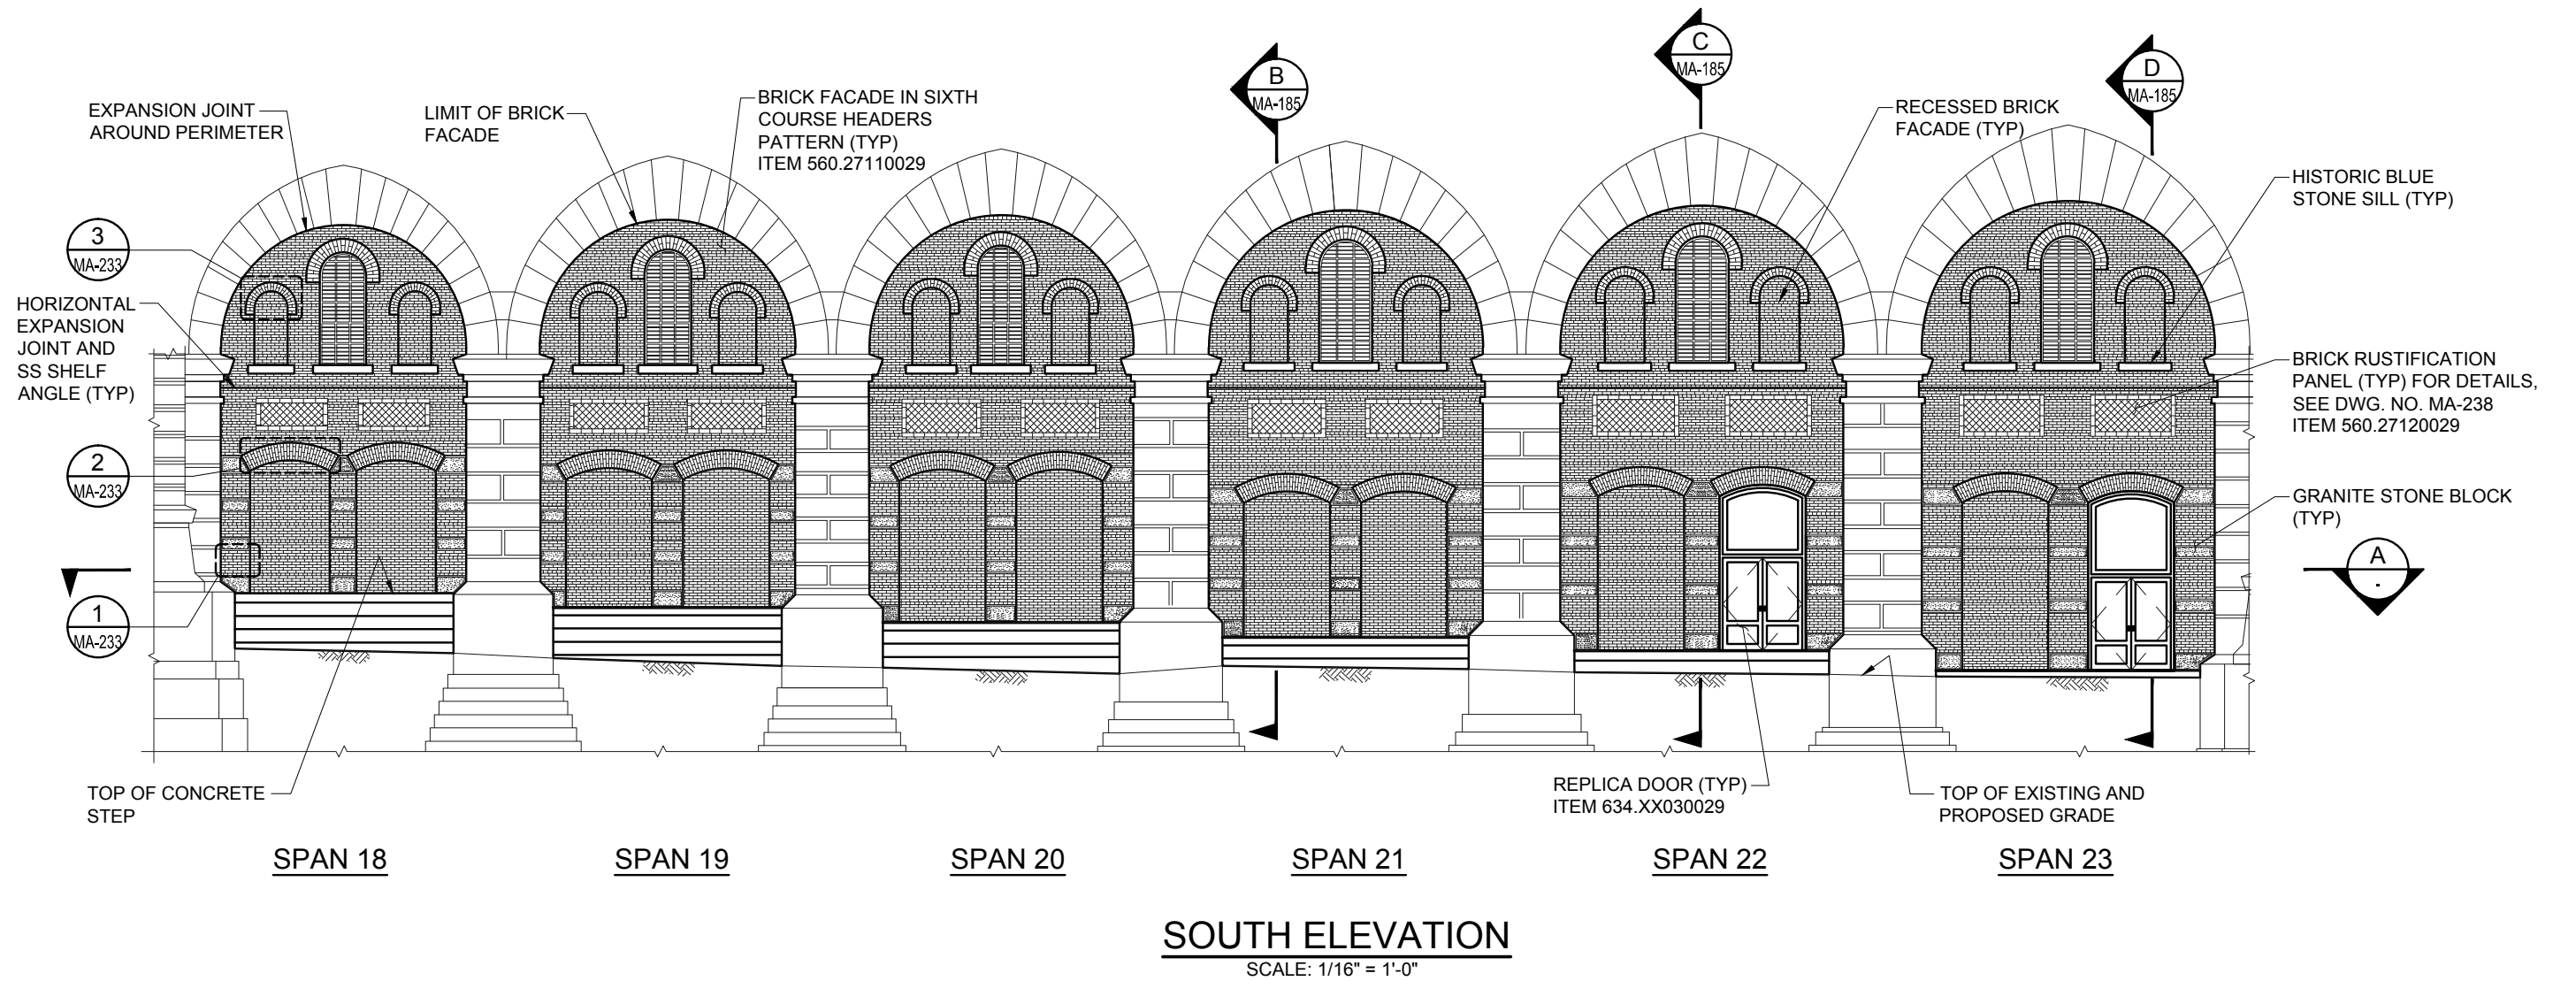 C
MA-185
B
MA-185
D
MA-185
EXPANSION JOINT
AROUND PERIMETER
LIMIT OF BRICK
FACADE
BRICK FACADE IN SIXTH
COURSE HEADERS
PATTERN (TYP)
ITEM 560.27110029
RECESSED BRICK
FACADE (TYP)
HISTORIC BLUE
STONE SILL (TYP)
3
MA-233
HORIZONTAL
EXPANSION
JOINT AND
SS SHELF
ANGLE (TYP)
BRICK RUSTIFICATION
PANEL (TYP) FOR DETAILS,
SEE DWG. NO. MA-238
ITEM 560.27120029
2
MA-233
GRANITE STONE BLOCK
(TYP)
A
-
1
MA-233
TOP OF CONCRETE
STEP
REPLICA DOOR (TYP)
ITEM 634.XX030029
TOP OF EXISTING AND
PROPOSED GRADE
SPAN 18
SPAN 19
SPAN 20
SPAN 21
SPAN 22
SPAN 23
SOUTH ELEVATION
SCALE: 1/16" = 1'-0"